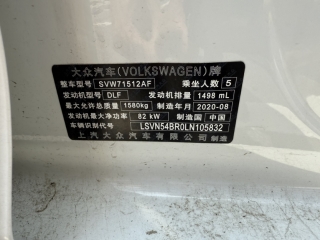 大众汽车(VOLKSWAGEN)牌
整车型号 SVW71512AF 乘坐人数 5
发动机型号 DLF 发动机排量 1498 mL
最大允许总质量 1580kg 制造年月 2020-08
发动机最大净功率 82 kW 制造国 中国
车辆识别代号 LSVN54BR0LN105832
上汽大众汽车有限公司 制造